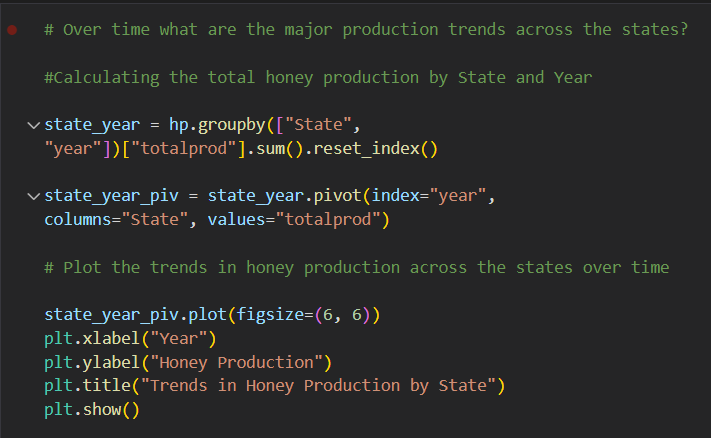 # Over time what are the major production trends across the states?
#Calculating the total honey production by State and Year
state_year = hp.groupby(["State",
"year"])["totalprod"].sum().reset_index()
state_year_piv = state_year.pivot(index="year",
columns="State", values="totalprod")
# Plot the trends in honey production across the states over time
state_year_piv.plot(figsize=(6, 6))
plt.xlabel("Year")
plt.ylabel("Honey Production")
plt.title("Trends in Honey Production by State")
plt.show()